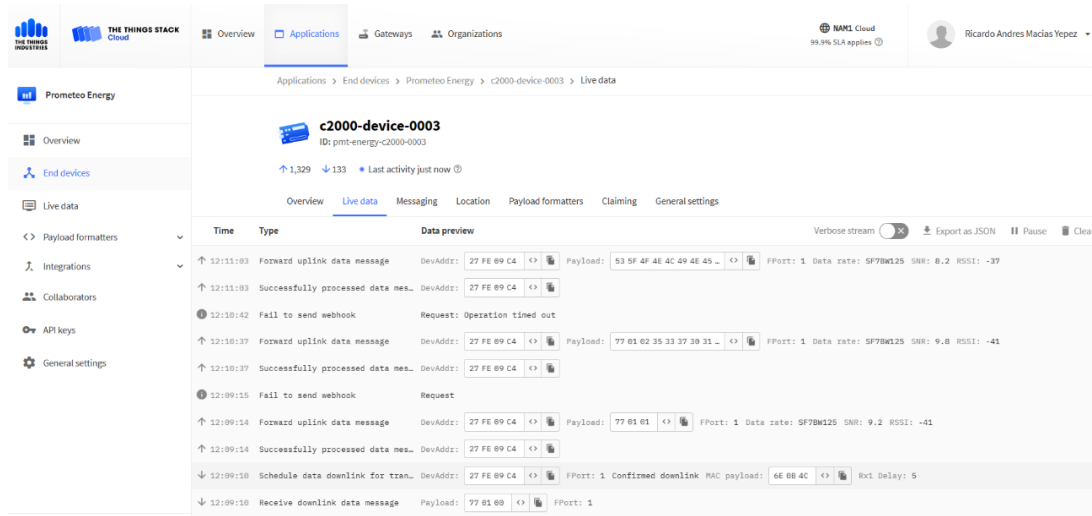 THE THINGS INDUSTRIES
THE THINGS STACK
Cloud
Overview
Applications
Gateways
Organizations
NAM1 Cloud
99.9% SLA applies
Ricardo Andres Macias Yepez
Prometeo Energy
Overview
End devices
Live data
Payload formatters
Integrations
Collaborators
API keys
General settings
Applications > End devices > Prometeo Energy > c2000-device-0003 > Live data
c2000-device-0003
ID: pmt-energy-c2000-0003
1,329 133 Last activity just now
Overview Live data Messaging Location Payload formatters Claiming General settings
Time Type Data preview Verbose stream Export as JSON Pause Clea
12:11:03 Forward uplink data message DevAddr: 27 FE 09 C4 Payload: 53 5F 4F 4E 4C 49 4E 45 … FPort: 1 Data rate: SF7BW125 SNR: 8.2 RSSI: -37
12:11:03 Successfully processed data mes… DevAddr: 27 FE 09 C4
12:10:42 Fail to send webhook Request: Operation timed out
12:10:37 Forward uplink data message DevAddr: 27 FE 09 C4 Payload: 77 01 02 35 33 37 30 31 … FPort: 1 Data rate: SF7BW125 SNR: 9.8 RSSI: -41
12:10:37 Successfully processed data mes… DevAddr: 27 FE 09 C4
12:09:15 Fail to send webhook Request
12:09:14 Forward uplink data message DevAddr: 27 FE 09 C4 Payload: 77 01 01 FPort: 1 Data rate: SF7BW125 SNR: 9.2 RSSI: -41
12:09:14 Successfully processed data mes… DevAddr: 27 FE 09 C4
12:09:10 Schedule data downlink for tran… DevAddr: 27 FE 09 C4 FPort: 1 Confirmed downlink MAC payload: 6E 0B 4C Rx1 Delay: 5
12:09:10 Receive downlink data message Payload: 77 01 00 FPort: 1